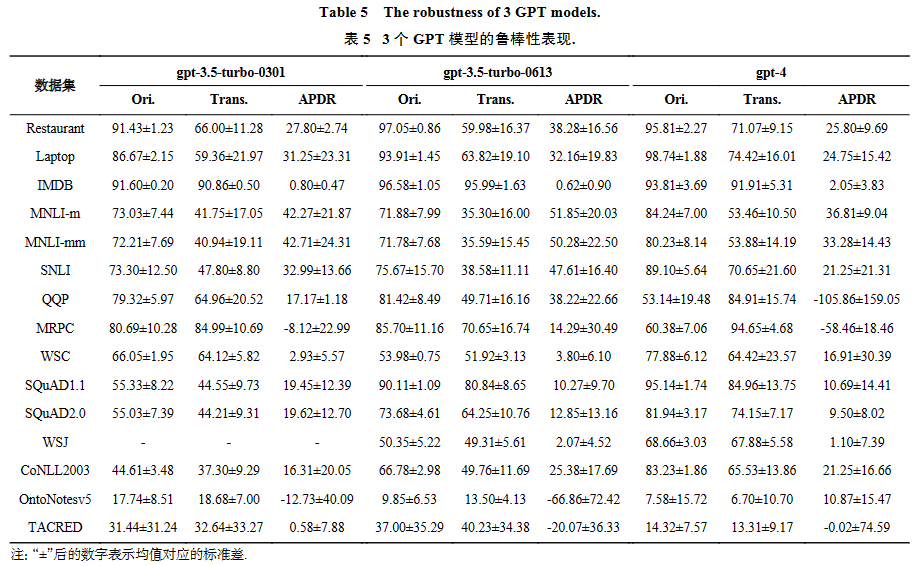 Table 5 The robustness of 3 GPT models.
表 5 3 个 GPT 模型的鲁棒性表现.
数据集 gpt-3.5-turbo-0301 gpt-3.5-turbo-0613 gpt-4
Ori. Trans. APDR Ori. Trans. APDR Ori. Trans. APDR
Restaurant 91.43±1.23 66.00±11.28 27.80±2.74 97.05±0.86 59.98±16.37 38.28±16.56 95.81±2.27 71.07±9.15 25.80±9.69
Laptop 86.67±2.15 59.36±21.97 31.25±23.31 93.91±1.45 63.82±19.10 32.16±19.83 98.74±1.88 74.42±16.01 24.75±15.42
IMDB 91.60±0.20 90.86±0.50 0.80±0.47 96.58±1.05 95.99±1.63 0.62±0.90 93.81±3.69 91.91±5.31 2.05±3.83
MNLI-m 73.03±7.44 41.75±17.05 42.27±21.87 71.88±7.99 35.30±16.00 51.85±20.03 84.24±7.00 53.46±10.50 36.81±9.04
MNLI-mm 72.21±7.69 40.94±19.11 42.71±24.31 71.78±7.68 35.59±15.45 50.28±22.50 80.23±8.14 53.88±14.19 33.28±14.43
SNLI 73.30±12.50 47.80±8.80 32.99±13.66 75.67±15.70 38.58±11.11 47.61±16.40 89.10±5.64 70.65±21.60 21.25±21.31
QQP 79.32±5.97 64.96±20.52 17.17±1.18 81.42±8.49 49.71±16.16 38.22±22.66 53.14±19.48 84.91±15.74 -105.86±159.05
MRPC 80.69±10.28 84.99±10.69 -8.12±22.99 85.70±11.16 70.65±16.74 14.29±30.49 60.38±7.06 94.65±4.68 -58.46±18.46
WSC 66.05±1.95 64.12±5.82 2.93±5.57 53.98±0.75 51.92±3.13 3.80±6.10 77.88±6.12 64.42±23.57 16.91±30.39
SQuAD1.1 55.33±8.22 44.55±9.73 19.45±12.39 90.11±1.09 80.84±8.65 10.27±9.70 95.14±1.74 84.96±13.75 10.69±14.41
SQuAD2.0 55.03±7.39 44.21±9.31 19.62±12.70 73.68±4.61 64.25±10.76 12.85±13.16 81.94±3.17 74.15±7.17 9.50±8.02
WSJ - - - 50.35±5.22 49.31±5.61 2.07±4.52 68.66±3.03 67.88±5.58 1.10±7.39
CoNLL2003 44.61±3.48 37.30±9.29 16.31±20.05 66.78±2.98 49.76±11.69 25.38±17.69 83.23±1.86 65.53±13.86 21.25±16.66
OntoNotesv5 17.74±8.51 18.68±7.00 -12.73±40.09 9.85±6.53 13.50±4.13 -66.86±72.42 7.58±15.72 6.70±10.70 10.87±15.47
TACRED 31.44±31.24 32.64±33.27 0.58±7.88 37.00±35.29 40.23±34.38 -20.07±36.33 14.32±7.57 13.31±9.17 -0.02±74.59
注: “±”后的数字表示均值对应的标准差.